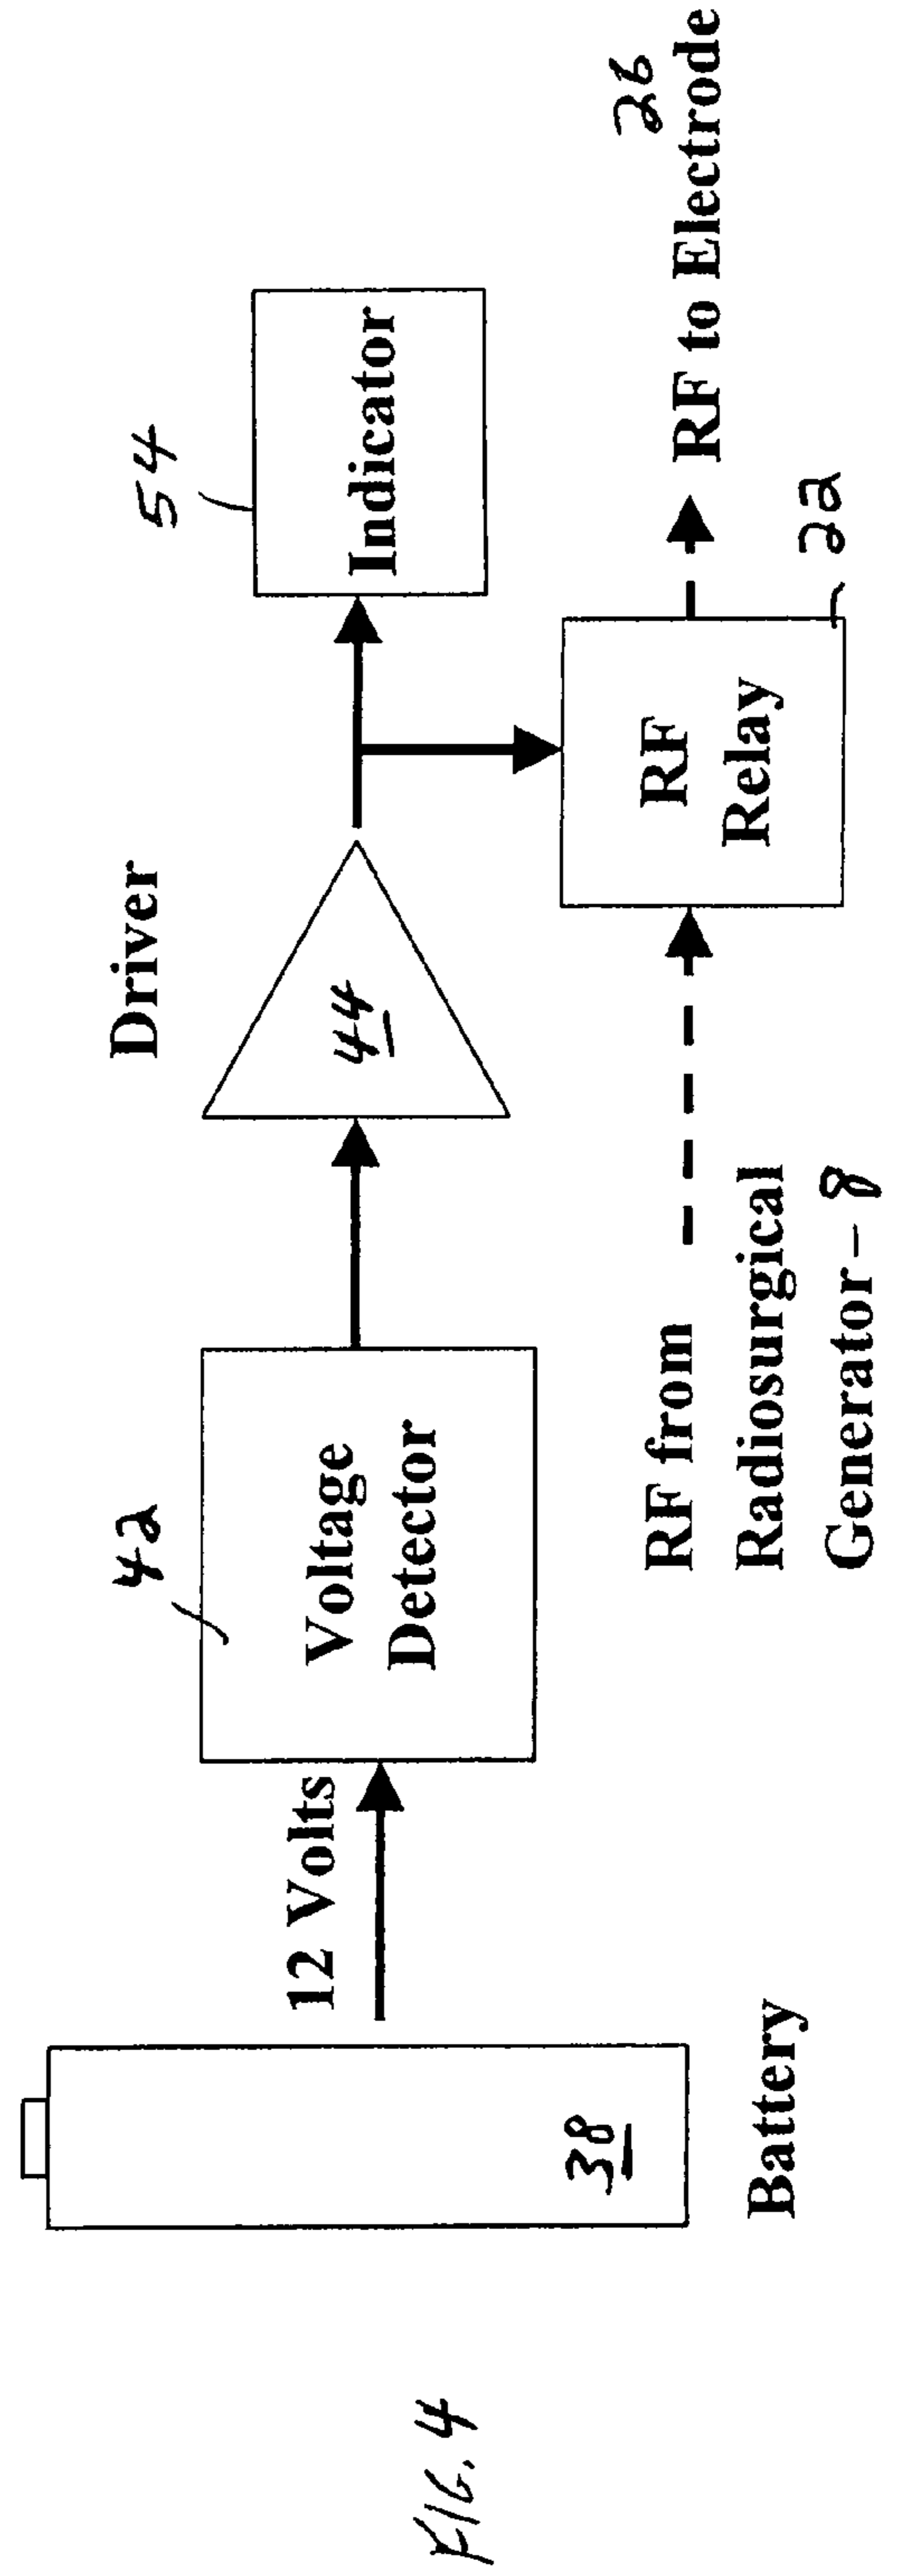 FIG. 4
Battery
38
12 Volts
42
Voltage
Detector
Driver
44
54
Indicator
RF from
Radiosurgical
Generator – 8
RF
Relay
22
26
RF to Electrode